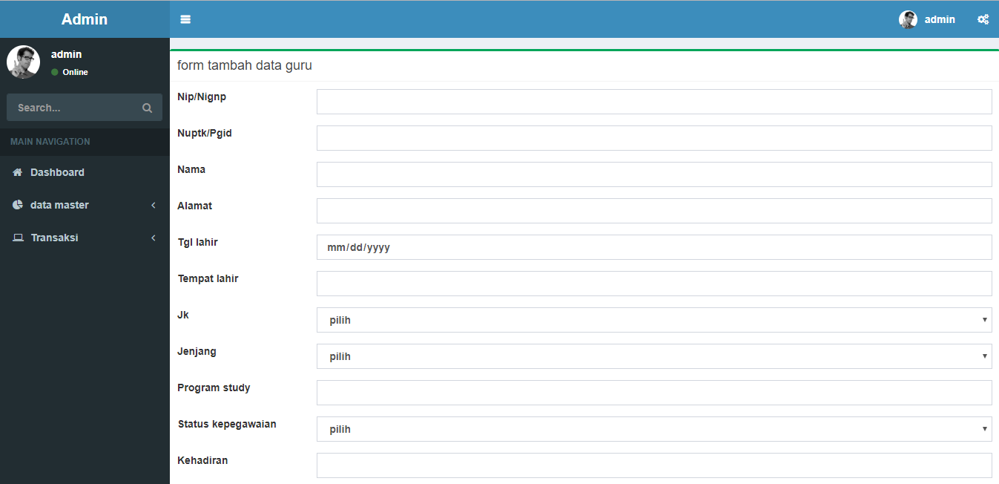 Admin
admin
admin
Online
Search...
MAIN NAVIGATION
Dashboard
data master
Transaksi
form tambah data guru
Nip/Nignp
Nuptk/Pgid
Nama
Alamat
Tgl lahir
mm/dd/yyyy
Tempat lahir
Jk
pilih
Jenjang
pilih
Program study
Status kepegawaian
pilih
Kehadiran